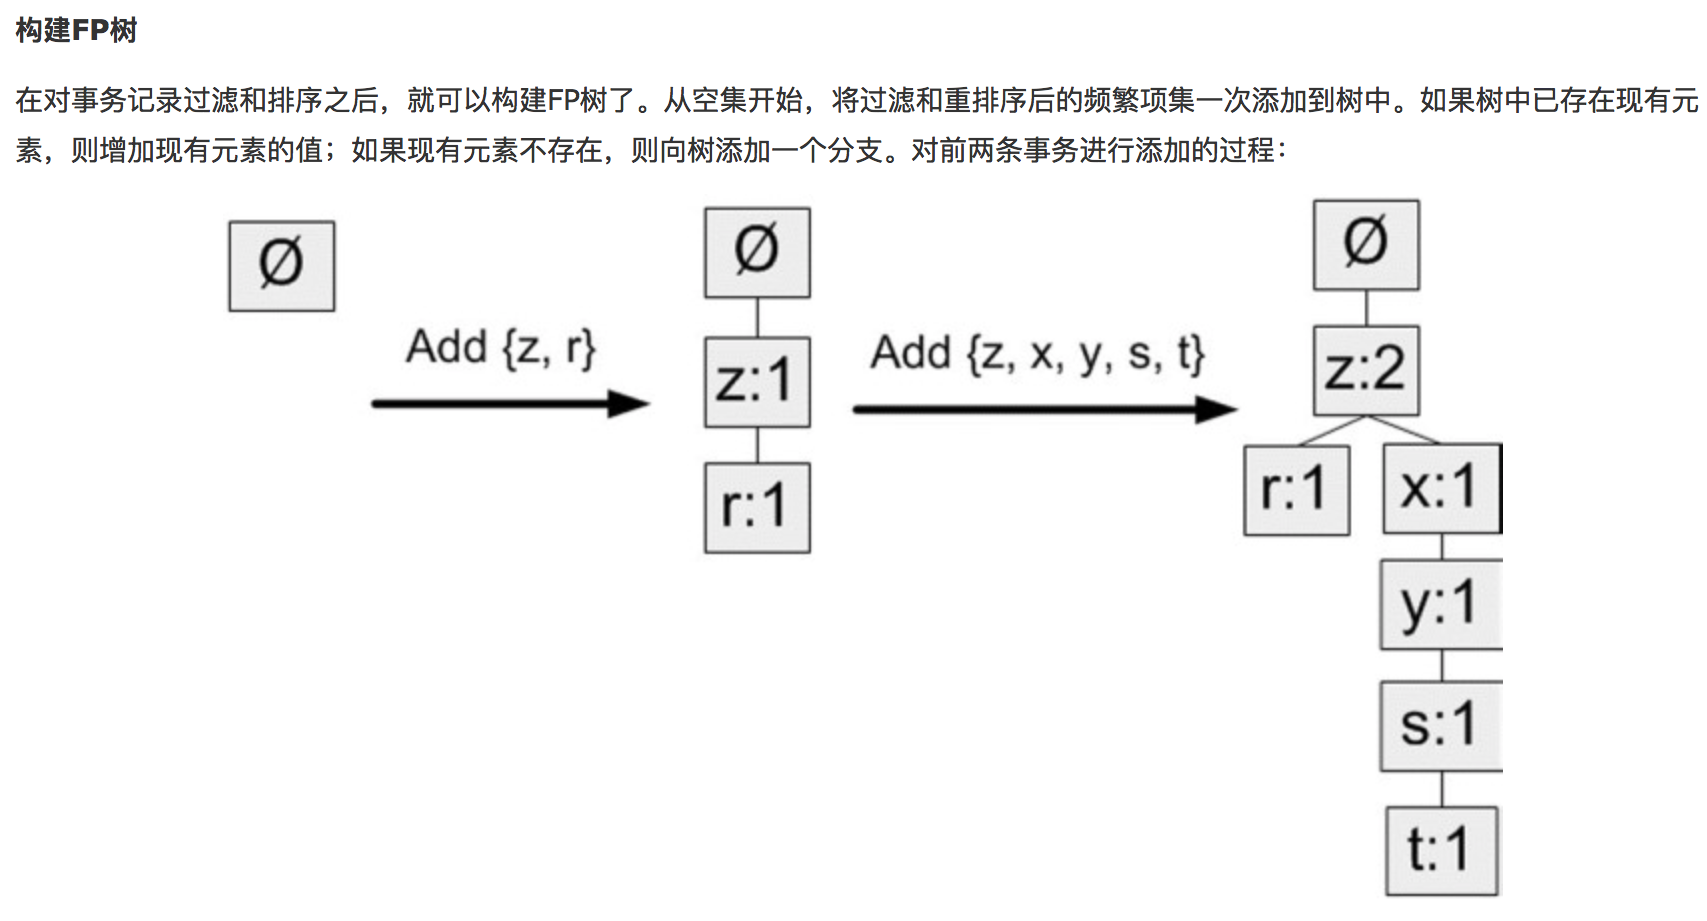 构建FP树
在对事务记录过滤和排序之后，就可以构建FP树了。从空集开始，将过滤和重排序后的频繁项集一次添加到树中。如果树中已存在现有元
素，则增加现有元素的值；如果现有元素不存在，则向树添加一个分支。对前两条事务进行添加的过程：
Ø
Add {z, r}
Ø
z:1
r:1
Add {z, x, y, s, t}
Ø
z:2
r:1
x:1
y:1
s:1
t:1